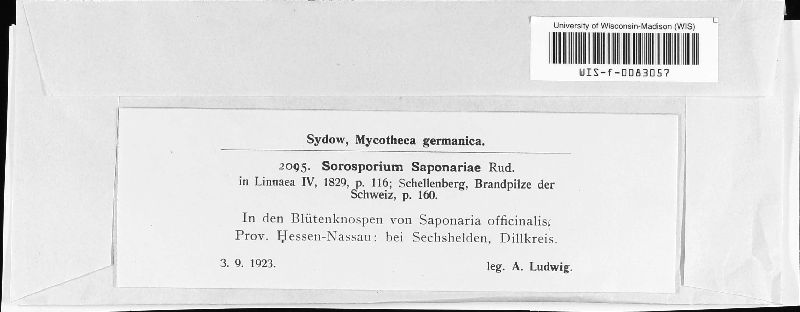 University of Wisconsin-Madison (WIS)
WIS-f-0083057
Sydow, Mycotheca germanica.
2095. Sorosporium Saponariae Rud.
in Linnaea IV, 1829, p. 116; Schellenberg, Brandpilze der
Schweiz, p. 160.
In den Blütenknospen von Saponaria officinalis,
Prov. Hessen-Nassau: bei Sechshelden, Dillkreis.
3. 9. 1923.
leg. A. Ludwig.